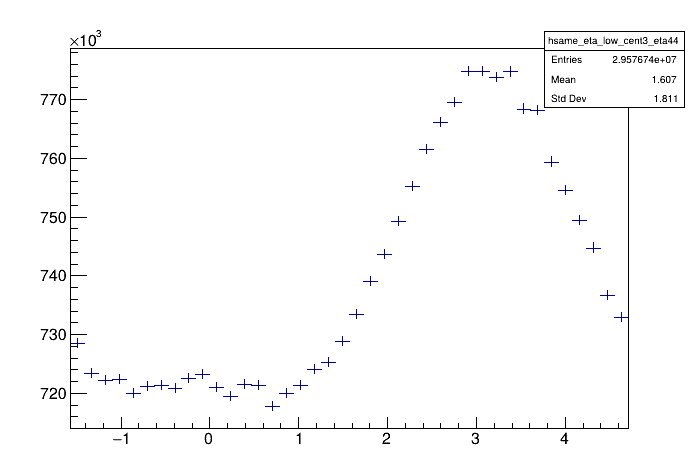 ×10³
hsame_eta_low_cent3_eta44
Entries 2.957674e+07
Mean 1.607
Std Dev 1.811
770
760
750
740
730
720
−1 0 1 2 3 4